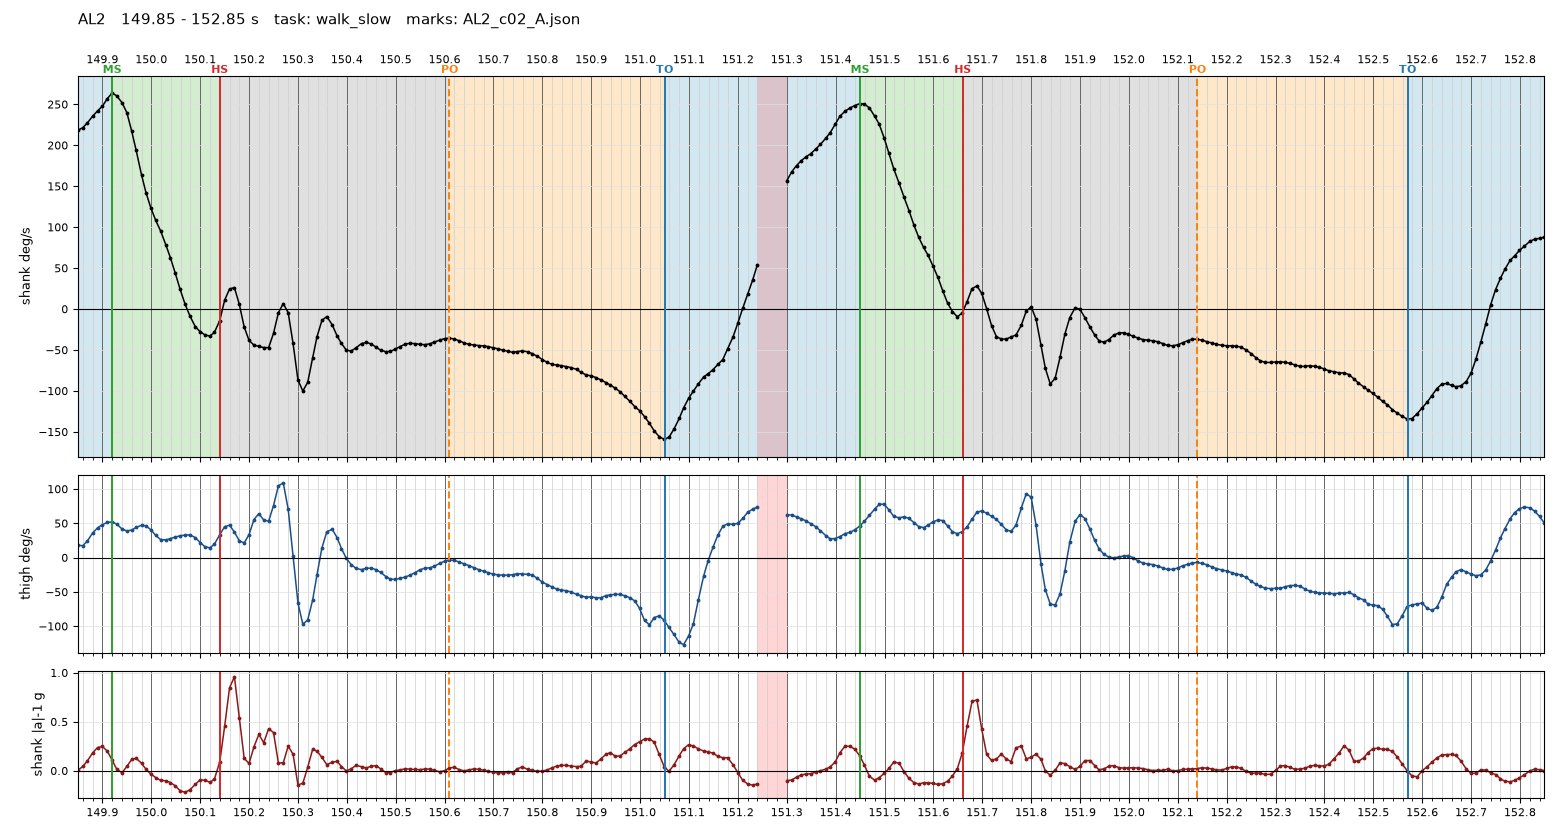 AL2 149.85 - 152.85 s task: walk_slow marks: AL2_c02_A.json
149.9 150.0 150.1 150.2 150.3 150.4 150.5 150.6 150.7 150.8 150.9 151.0 151.1 151.2 151.3 151.4 151.5 151.6 151.7 151.8 151.9 152.0 152.1 152.2 152.3 152.4 152.5 152.6 152.7 152.8
MS HS PO TO MS HS PO TO
shank deg/s
250
200
150
100
50
0
−50
−100
−150
thigh deg/s
100
50
0
−50
−100
shank |a|-1 g
1.0
0.5
0.0
149.9 150.0 150.1 150.2 150.3 150.4 150.5 150.6 150.7 150.8 150.9 151.0 151.1 151.2 151.3 151.4 151.5 151.6 151.7 151.8 151.9 152.0 152.1 152.2 152.3 152.4 152.5 152.6 152.7 152.8